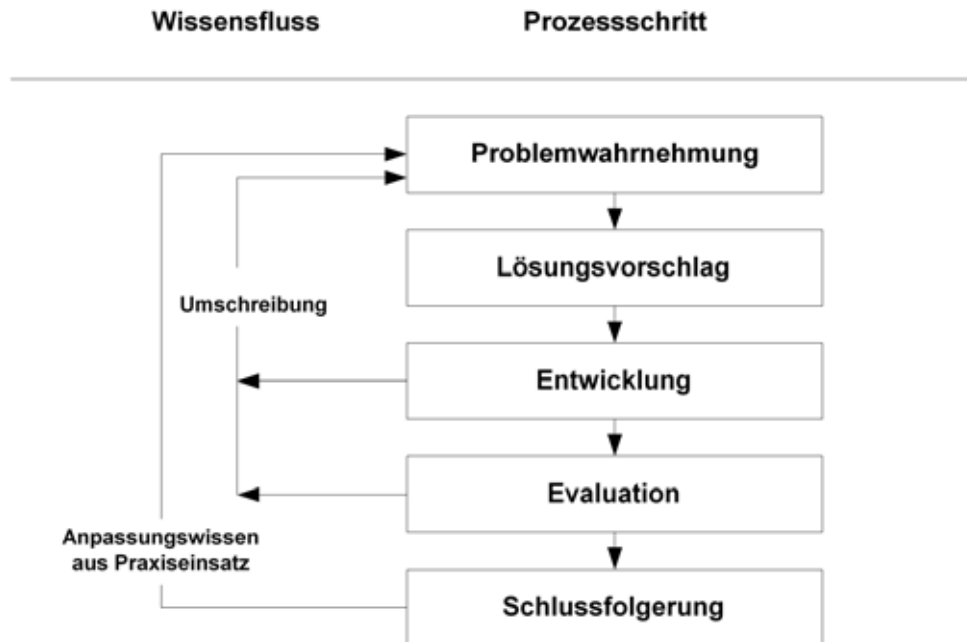 Wissensfluss
Prozessschritt
Problemwahrnehmung
Lösungsvorschlag
Umschreibung
Entwicklung
Evaluation
Anpassungswissen
aus Praxiseinsatz
Schlussfolgerung